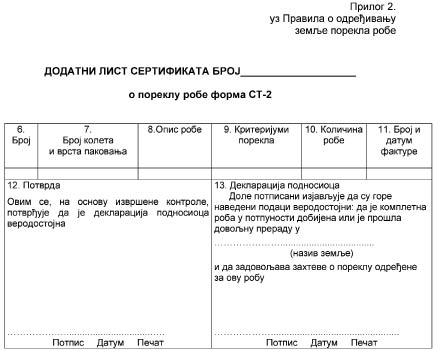 Прилог 2.
уз Правила о одређивању
земље порекла робе
ДОДАТНИ ЛИСТ СЕРТИФИКАТА БРОЈ____________________
о пореклу робе форма СТ-2
6.
Број
7.
Број колета
и врста паковања
8.Опис робе
9. Критеријуми
порекла
10. Количина
робе
11. Број и
датум
фактуре
12. Потврда
Овим се, на основу извршене контроле,
потврђује да је декларација подносиоца
веродостојна
………………………………………………
Потпис Датум Печат
13. Декларација подносиоца
Доле потписани изјављује да су горе
наведени подаци веродостојни: да је комплетна
роба у потпуности добијена или је прошла
довољну прераду у
………………………………………………
(назив земље)
и да задовољава захтеве о пореклу одређене
за ову робу
………………………………………………
Потпис Датум Печат